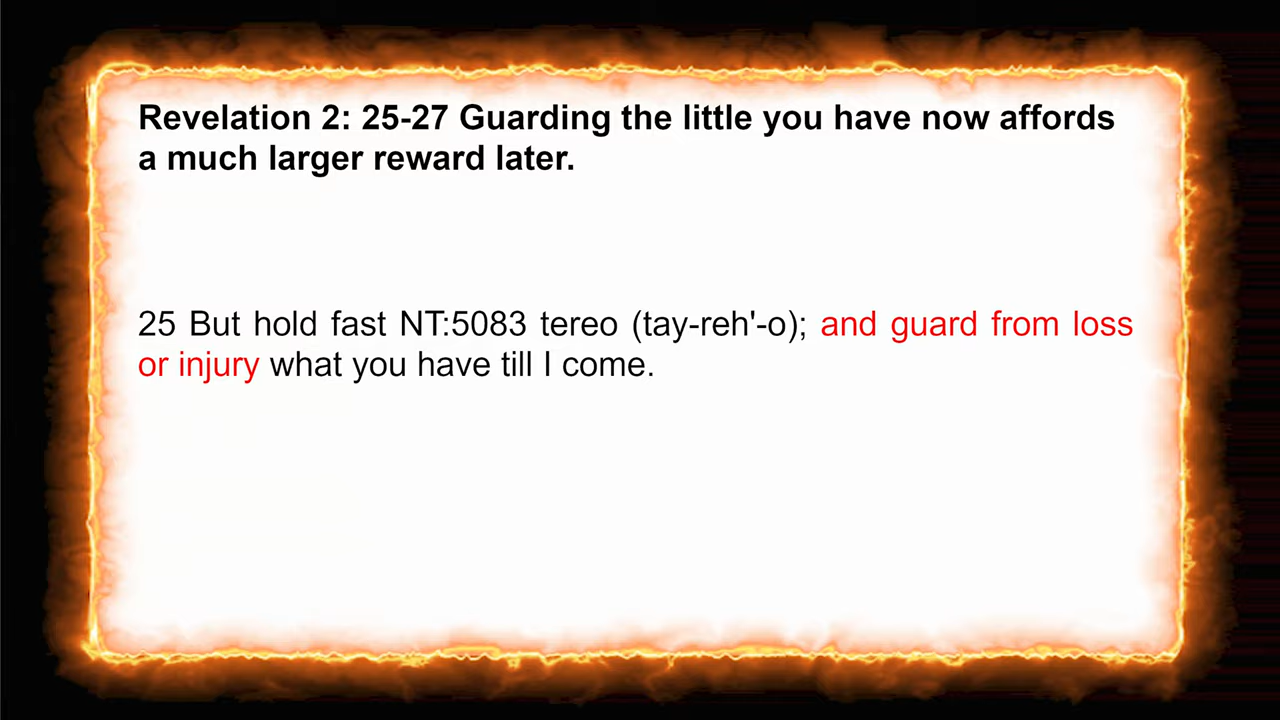 Revelation 2: 25-27 Guarding the little you have now affords
a much larger reward later.
25 But hold fast NT:5083 tereo (tay-reh'-o); and guard from loss
or injury what you have till I come.